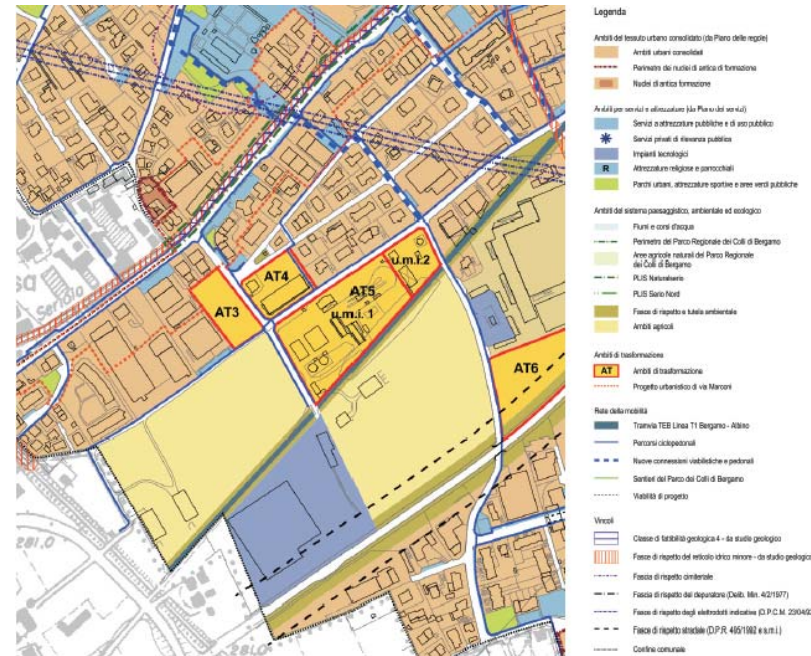 AT4
u.m.i.2
AT5
AT3
u.m.i. 1
AT6
281.0
Legenda
Ambiti del tessuto urbano consolidato (da Piano delle regole)
Ambiti urbani consolidati
Perimetro dei nuclei di antica di formazione
Nuclei di antica formazione
Ambiti per servizi e attrezzature (da Piano dei servizi)
Servizi a attrezzature pubbliche e di uso pubblico
Servizi privati di rilevanza pubblica
Impianti tecnologici
R Attrezzature religiose e parrocchiali
Parchi urbani, attrezzature sportive e aree verdi pubbliche
Ambiti del sistema paesaggistico, ambientale ed ecologico
Fiumi e corsi d'acqua
Perimetro del Parco Regionale dei Colli di Bergamo
Aree agricole naturali del Parco Regionale
dei Colli di Bergamo
PLIS Naturalserio
PLIS Serio Nord
Fasce di rispetto e tutela ambientale
Ambiti agricoli
Ambiti di trasformazione
AT Ambiti di trasformazione
Progetto urbanistico di via Marconi
Rete della mobilità
Tramvia TEB Linea T1 Bergamo - Albino
Percorsi ciclopedonali
Nuove connessioni viabilistiche e pedonali
Sentieri del Parco dei Colli di Bergamo
Viabilità di progetto
Vincoli
Classe di fattibilità geologica 4 - da studio geologico
Fasce di rispetto del reticolo idrico minore - da studio geologico
Fascia di rispetto cimiteriale
Fascia di rispetto del depuratore (Delib. Min. 4/2/1977)
Fasce di rispetto degli elettrodotti indicative (D.P.C.M. 23/04/92
Fasce di rispetto stradale (D.P.R. 495/1992 e s.m.i.)
Confine comunale